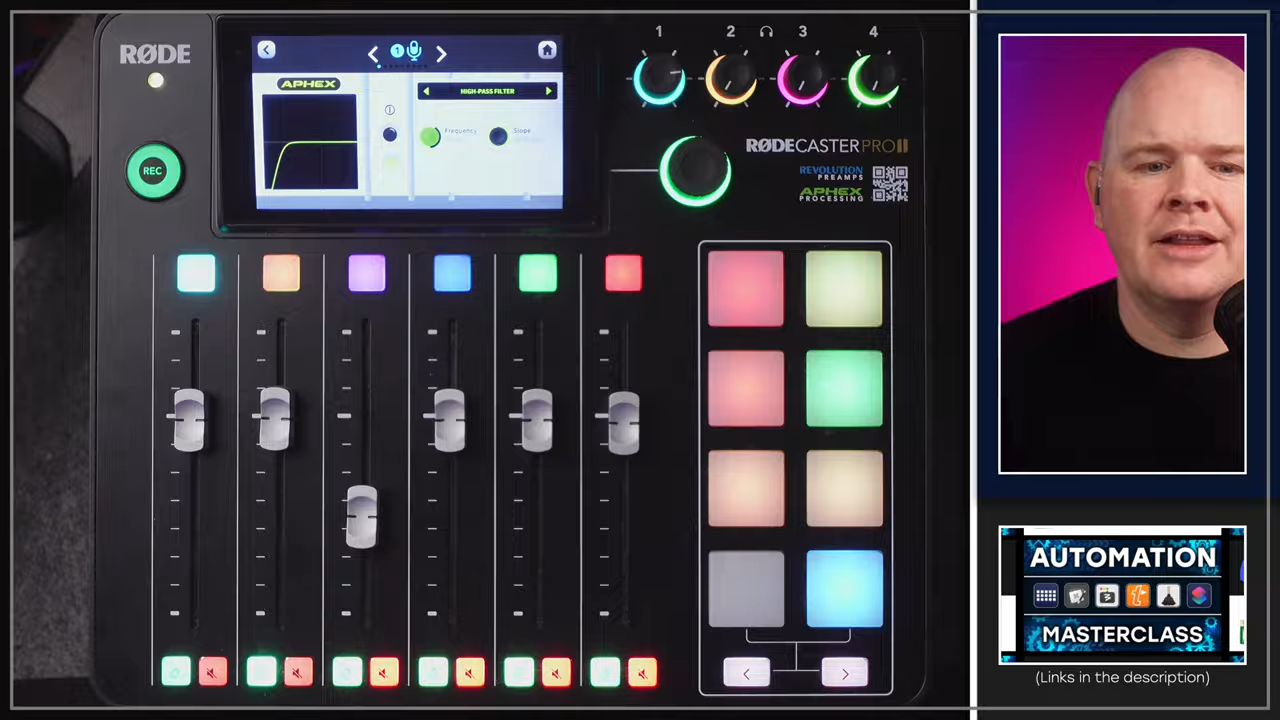 RØDE
1
APHEX
HIGH-PASS FILTER
Frequency
Slope
REC
1 2 3 4
RØDECASTER PRO II
REVOLUTION
PREAMPS
APHEX
PROCESSING
AUTOMATION
MASTERCLASS
(Links in the description)